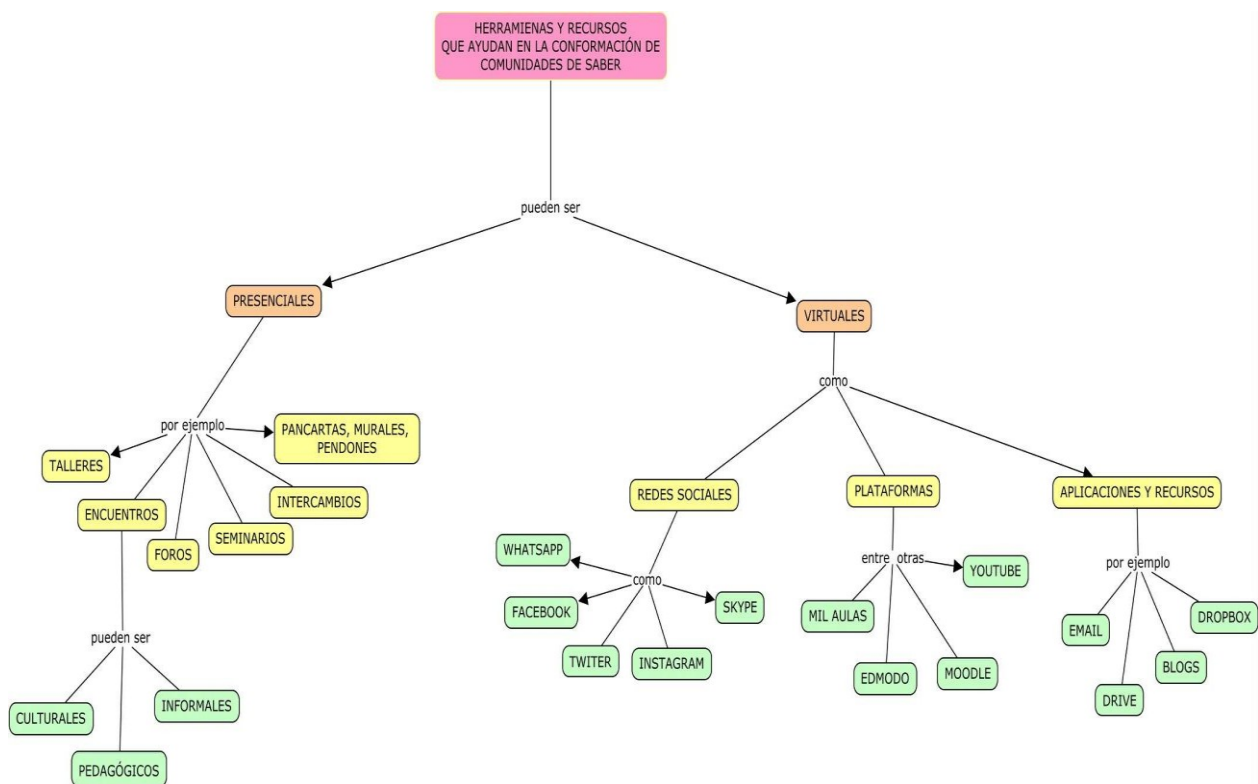 HERRAMIENAS Y RECURSOS
QUE AYUDAN EN LA CONFORMACIÓN DE
COMUNIDADES DE SABER
pueden ser
PRESENCIALES
VIRTUALES
por ejemplo
PANCARTAS, MURALES,
PENDONES
TALLERES
ENCUENTROS
FOROS
SEMINARIOS
INTERCAMBIOS
pueden ser
CULTURALES
PEDAGÓGICOS
INFORMALES
como
REDES SOCIALES
PLATAFORMAS
APLICACIONES Y RECURSOS
como
WHATSAPP
FACEBOOK
TWITER
INSTAGRAM
SKYPE
entre otras
YOUTUBE
MIL AULAS
EDMODO
MOODLE
por ejemplo
EMAIL
DRIVE
BLOGS
DROPBOX